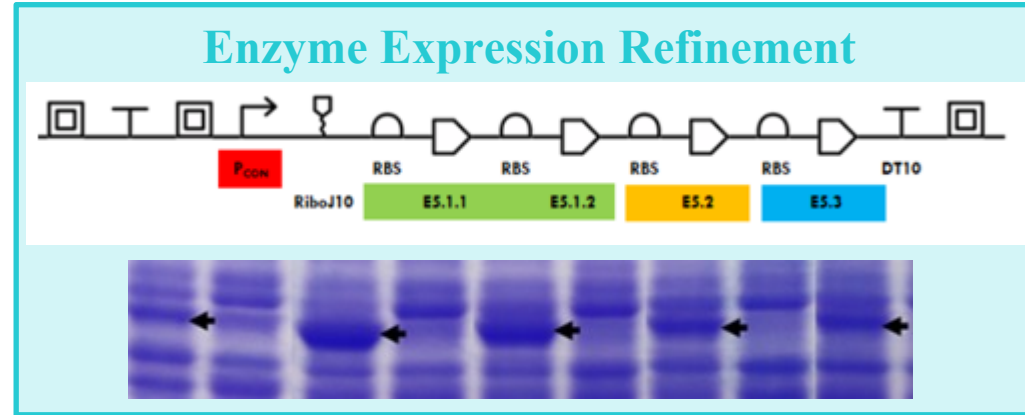 Enzyme Expression Refinement
P_CON RBS RBS RBS RBS DT10
RiboJ10 E5.1.1 E5.1.2 E5.2 E5.3